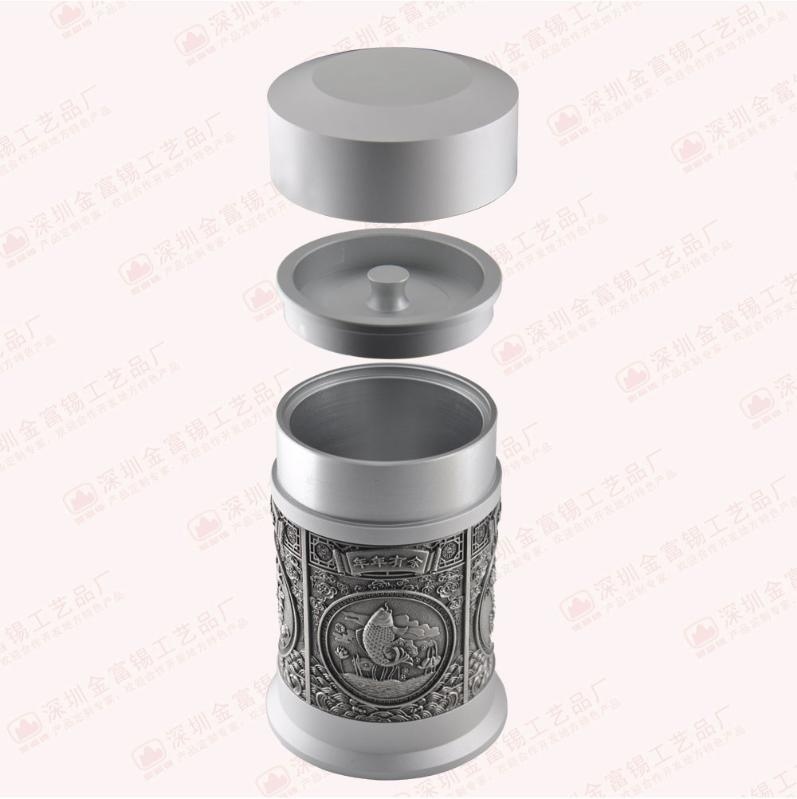 年年有余
深圳金富锡工艺品厂
产品定制专家，欢迎合作开发地方特色产品